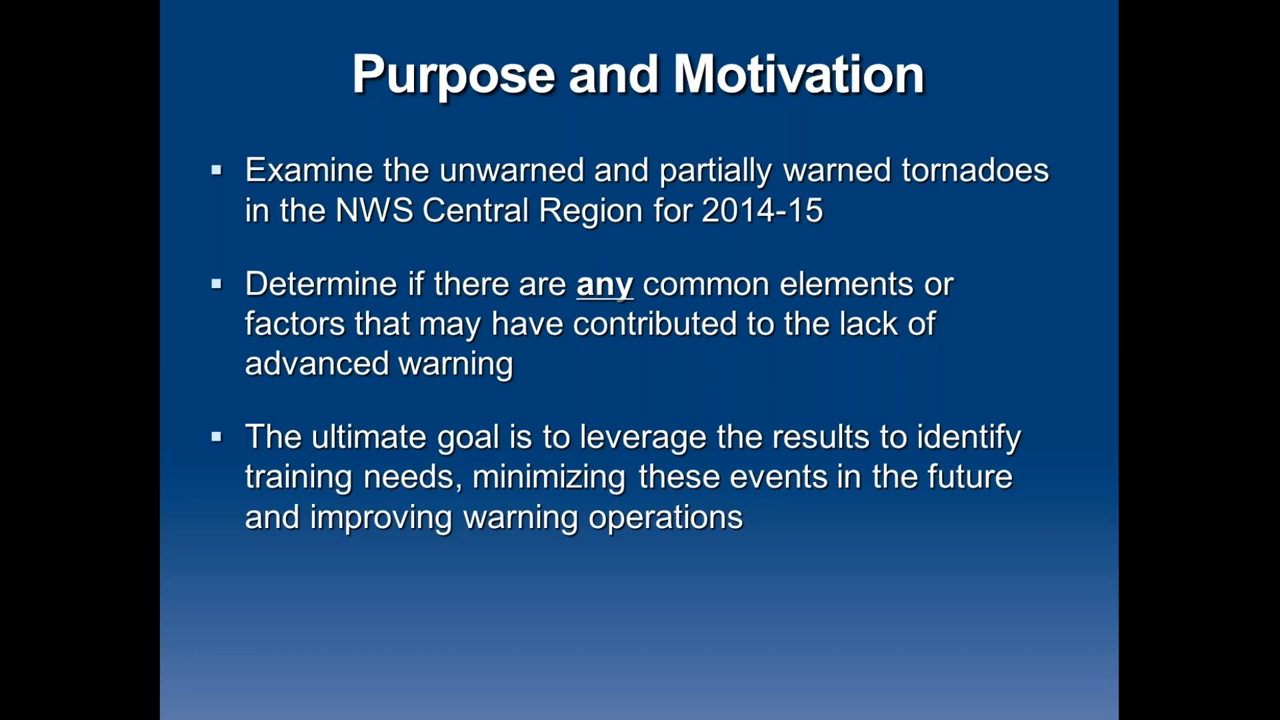 Purpose and Motivation
▪ Examine the unwarned and partially warned tornadoes
in the NWS Central Region for 2014-15
▪ Determine if there are any common elements or
factors that may have contributed to the lack of
advanced warning
▪ The ultimate goal is to leverage the results to identify
training needs, minimizing these events in the future
and improving warning operations